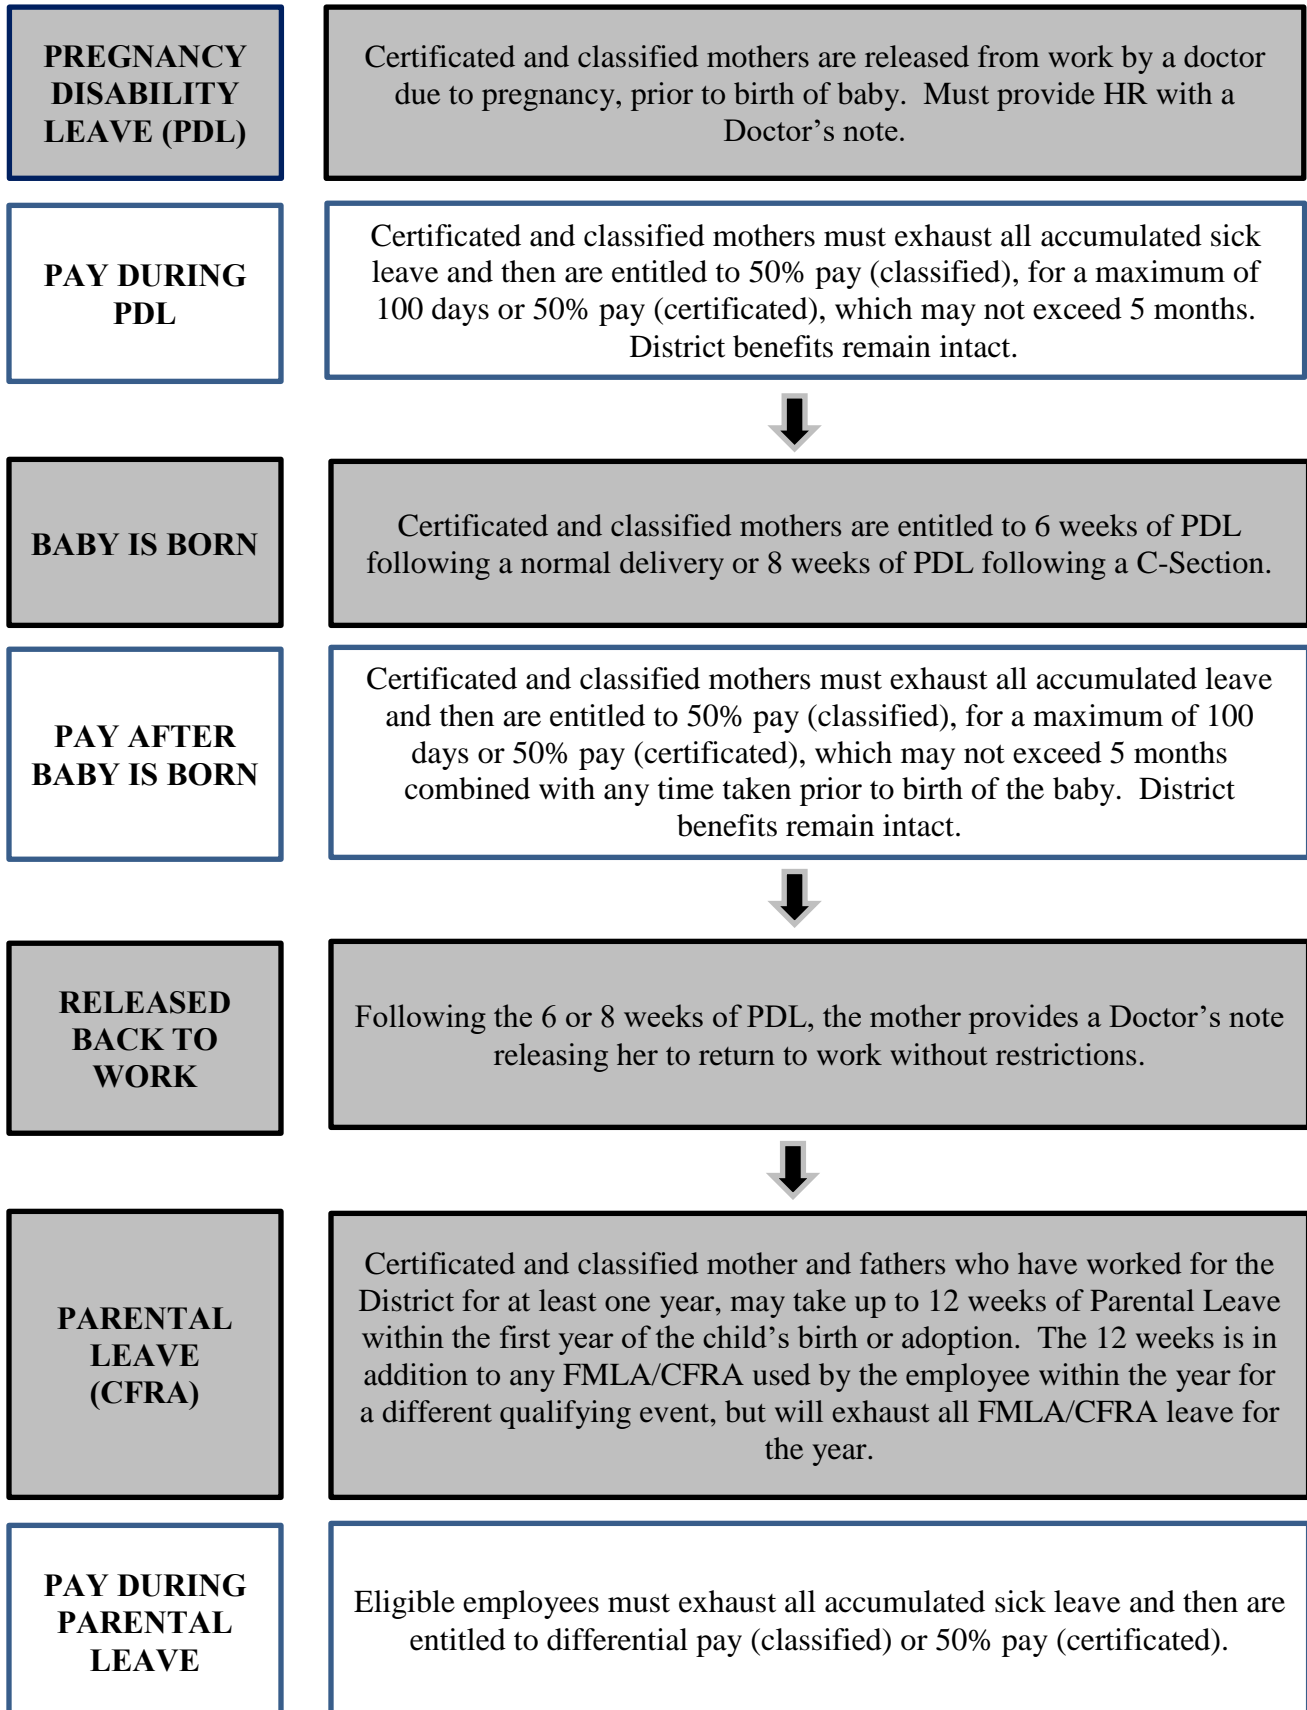 PREGNANCY
DISABILITY
LEAVE (PDL)
Certificated and classified mothers are released from work by a doctor
due to pregnancy, prior to birth of baby.  Must provide HR with a
Doctor’s note.
PAY DURING
PDL
Certificated and classified mothers must exhaust all accumulated sick
leave and then are entitled to 50% pay (classified), for a maximum of
100 days or 50% pay (certificated), which may not exceed 5 months.
District benefits remain intact.
BABY IS BORN
Certificated and classified mothers are entitled to 6 weeks of PDL
following a normal delivery or 8 weeks of PDL following a C-Section.
PAY AFTER
BABY IS BORN
Certificated and classified mothers must exhaust all accumulated leave
and then are entitled to 50% pay (classified), for a maximum of 100
days or 50% pay (certificated), which may not exceed 5 months
combined with any time taken prior to birth of the baby.  District
benefits remain intact.
RELEASED
BACK TO
WORK
Following the 6 or 8 weeks of PDL, the mother provides a Doctor’s note
releasing her to return to work without restrictions.
PARENTAL
LEAVE
(CFRA)
Certificated and classified mother and fathers who have worked for the
District for at least one year, may take up to 12 weeks of Parental Leave
within the first year of the child’s birth or adoption.  The 12 weeks is in
addition to any FMLA/CFRA used by the employee within the year for
a different qualifying event, but will exhaust all FMLA/CFRA leave for
the year.
PAY DURING
PARENTAL
LEAVE
Eligible employees must exhaust all accumulated sick leave and then are
entitled to differential pay (classified) or 50% pay (certificated).